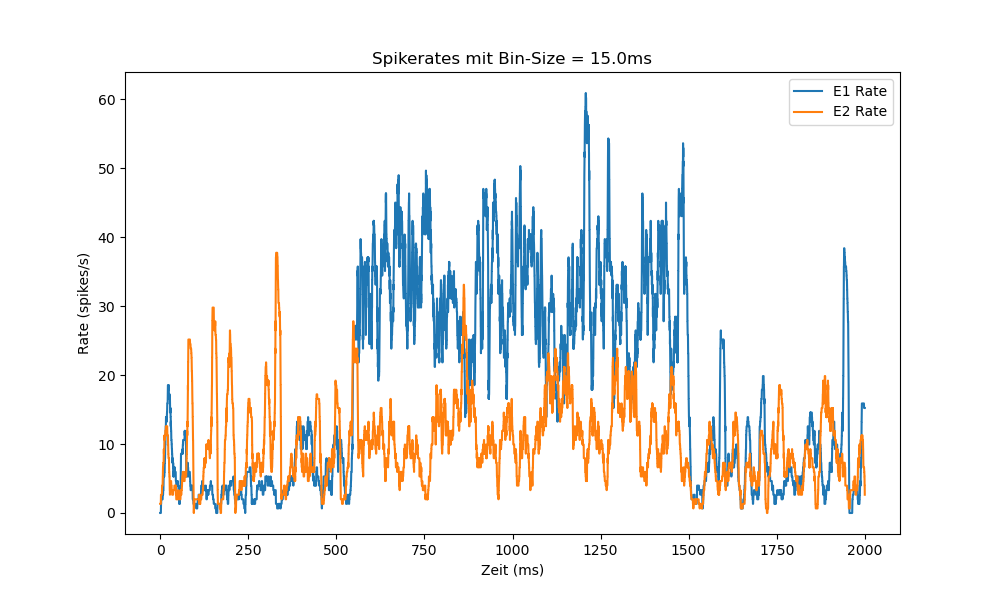 Spikerates mit Bin-Size = 15.0ms
E1 Rate
E2 Rate
60
50
40
30
20
10
0
Rate (spikes/s)
0 250 500 750 1000 1250 1500 1750 2000
Zeit (ms)